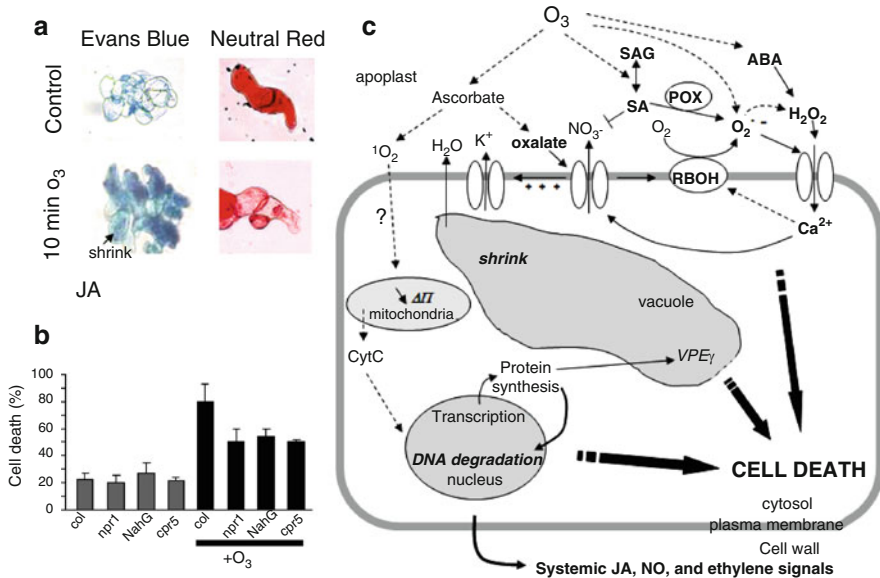 a
Evans Blue Neutral Red
Control
10 min o₃
shrink
JA
b
Cell death (%)
100
80
60
40
20
0
col npr1 NahG cpr5 col npr1 NahG cpr5
+O₃
c
O₃
SAG
ABA
apoplast
Ascorbate
SA
POX
¹O₂
H₂O
K⁺
oxalate
NO₃-
O₂
O₂·-
H₂O₂
+ + +
RBOH
?
Ca²⁺
shrink
vacuole
ΔΠ
mitochondria
CytC
Protein
synthesis
VPEγ
Transcription
DNA degradation
nucleus
CELL DEATH
cytosol
plasma membrane
Cell wall
Systemic JA, NO, and ethylene signals